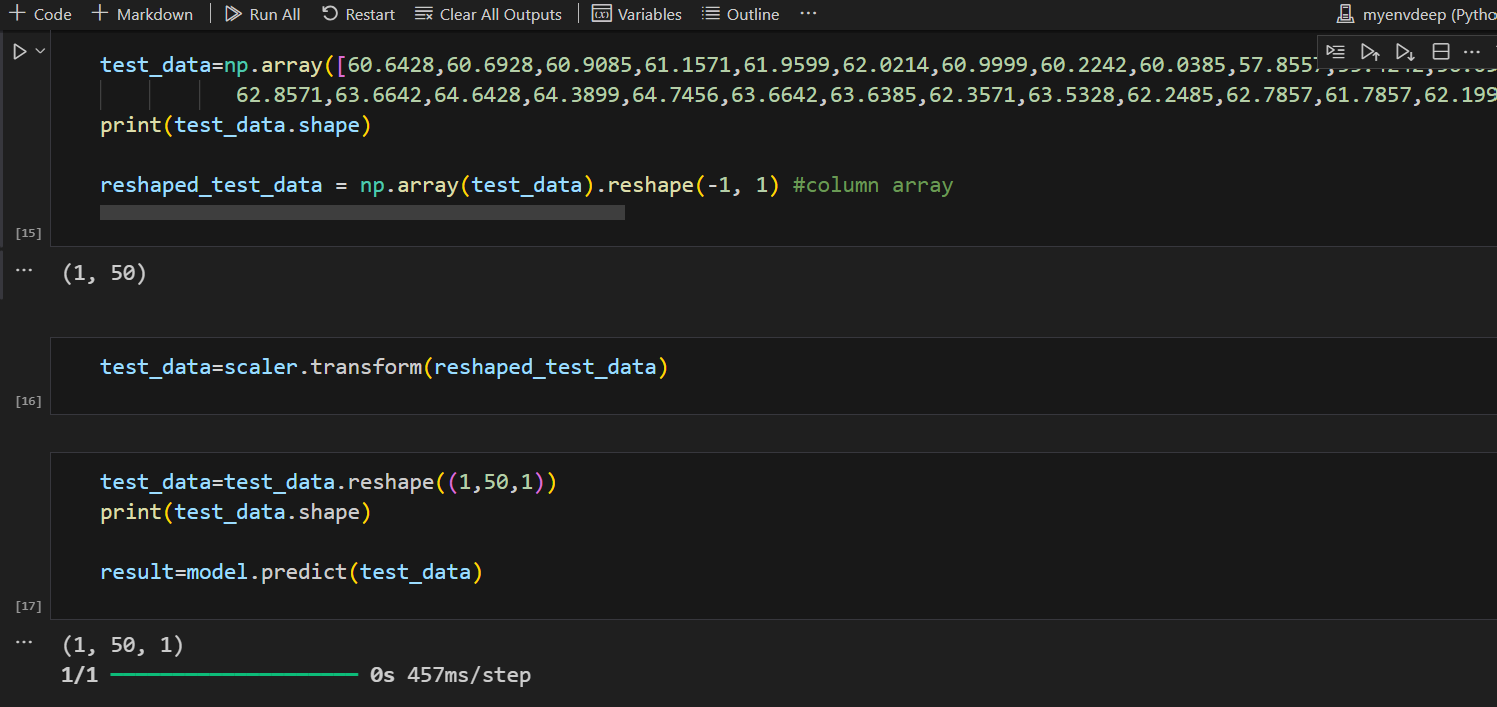 Code Markdown Run All Restart Clear All Outputs Variables Outline ... myenvdeep (Pytho
test_data=np.array([60.6428,60.6928,60.9085,61.1571,61.9599,62.0214,60.9999,60.2242,60.0385,57.8557,
62.8571,63.6642,64.6428,64.3899,64.7456,63.6642,63.6385,62.3571,63.5328,62.2485,62.7857,61.7857,62.199
print(test_data.shape)
reshaped_test_data = np.array(test_data).reshape(-1, 1) #column array
[15]
... (1, 50)
test_data=scaler.transform(reshaped_test_data)
[16]
test_data=test_data.reshape((1,50,1))
print(test_data.shape)
result=model.predict(test_data)
[17]
... (1, 50, 1)
1/1 0s 457ms/step